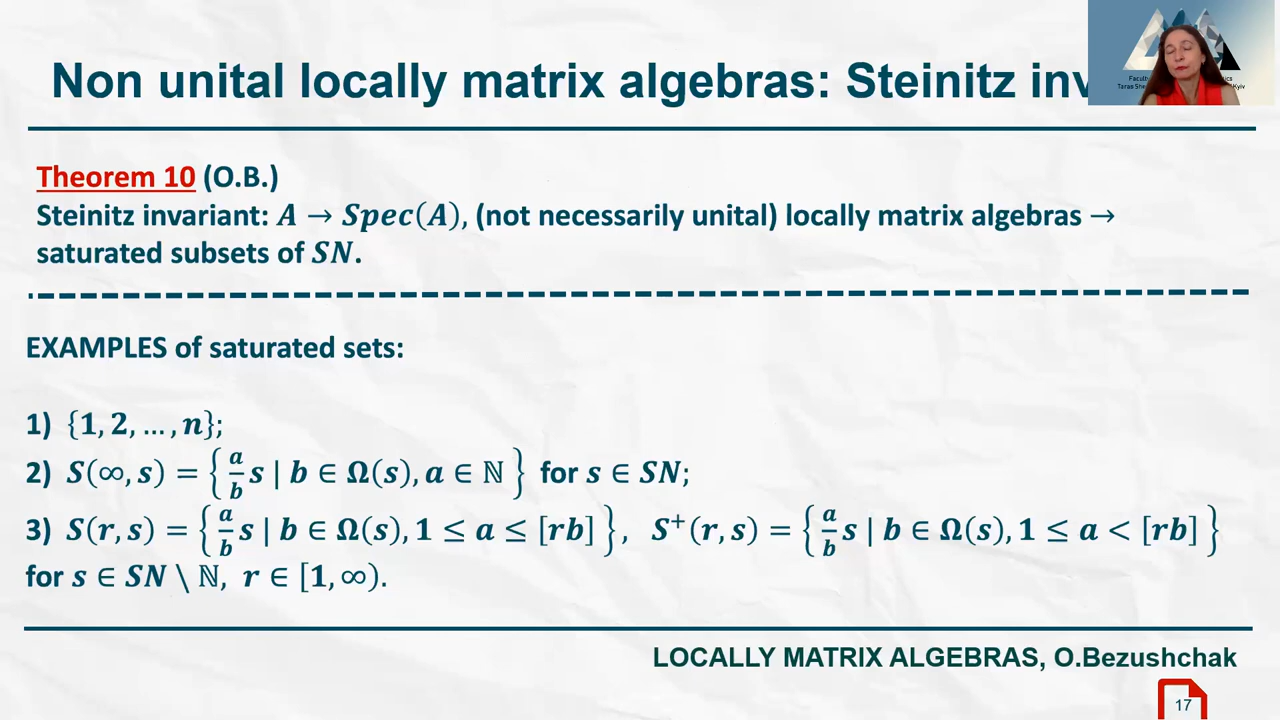 Non unital locally matrix algebras: Steinitz inv
Theorem 10 (O.B.)
Steinitz invariant: A → Spec(A), (not necessarily unital) locally matrix algebras →
saturated subsets of SN.
EXAMPLES of saturated sets:
1) {1, 2, …, n};
2) S(∞, s) = { a/b s | b ∈ Ω(s), a ∈ ℕ } for s ∈ SN;
3) S(r, s) = { a/b s | b ∈ Ω(s), 1 ≤ a ≤ [rb] }, S⁺(r, s) = { a/b s | b ∈ Ω(s), 1 ≤ a < [rb] }
for s ∈ SN \ ℕ, r ∈ [1, ∞).
LOCALLY MATRIX ALGEBRAS, O.Bezushchak
17